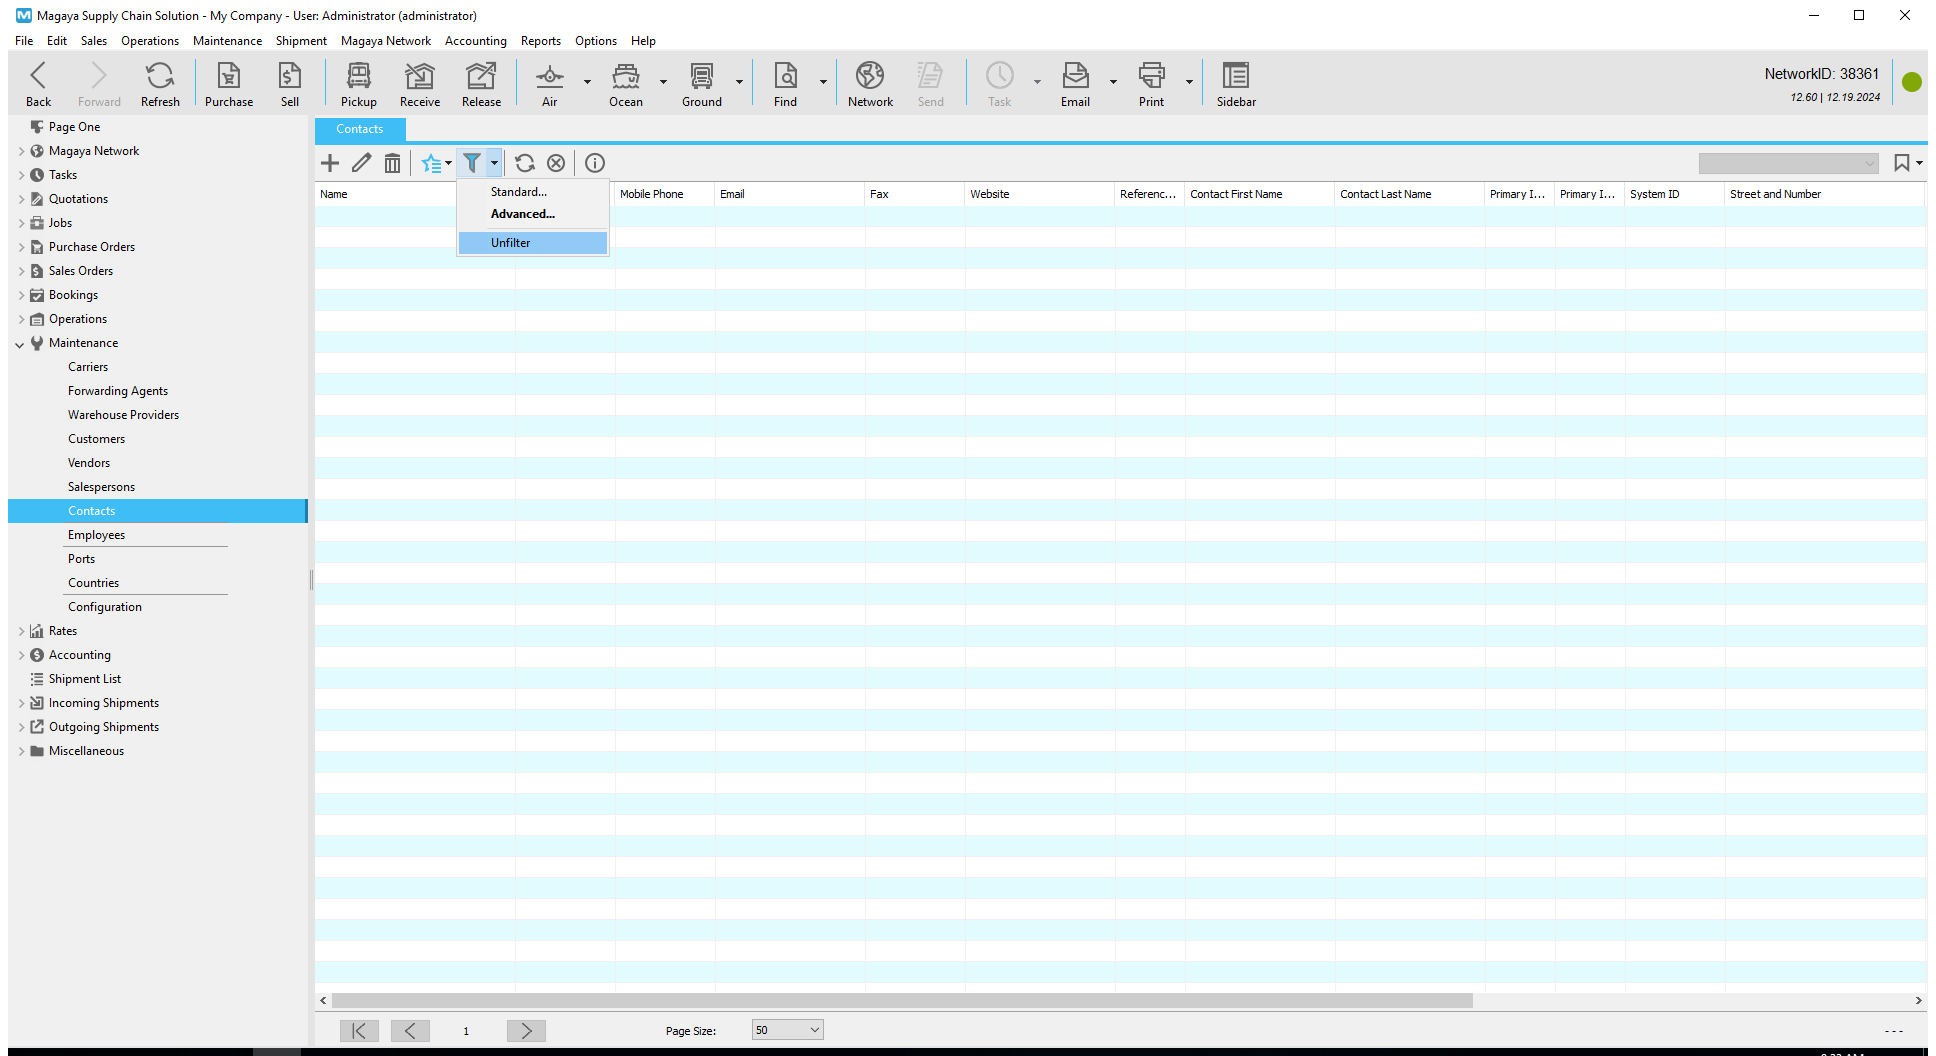 Magaya Supply Chain Solution - My Company - User: Administrator (administrator)
File Edit Sales Operations Maintenance Shipment Magaya Network Accounting Reports Options Help
Back Forward Refresh Purchase Sell Pickup Receive Release Air Ocean Ground Find Network Send Task Email Print Sidebar
NetworkID: 38361
12.60 | 12.19.2024
Page One
Magaya Network
Tasks
Quotations
Jobs
Purchase Orders
Sales Orders
Bookings
Operations
Maintenance
Carriers
Forwarding Agents
Warehouse Providers
Customers
Vendors
Salespersons
Contacts
Employees
Ports
Countries
Configuration
Rates
Accounting
Shipment List
Incoming Shipments
Outgoing Shipments
Miscellaneous
Contacts
Name Mobile Phone Email Fax Website Referenc... Contact First Name Contact Last Name Primary I... Primary I... System ID Street and Number
Standard...
Advanced...
Unfilter
1 Page Size: 50 - - -